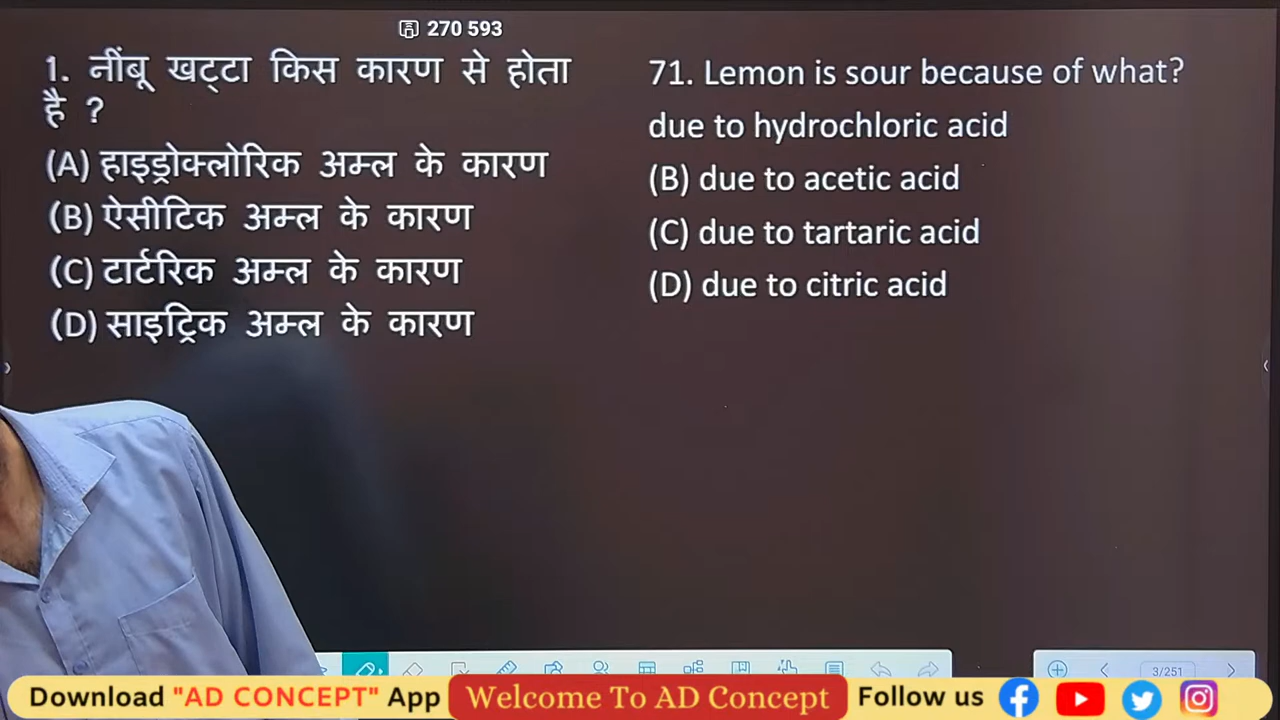 270 593
1. नींबू खट्टा किस कारण से होता
है ?
(A) हाइड्रोक्लोरिक अम्ल के कारण
(B) ऐसीटिक अम्ल के कारण
(C) टार्टरिक अम्ल के कारण
(D) साइट्रिक अम्ल के कारण
71. Lemon is sour because of what?
due to hydrochloric acid
(B) due to acetic acid
(C) due to tartaric acid
(D) due to citric acid
3/251
Download "AD CONCEPT" App
Welcome To AD Concept
Follow us